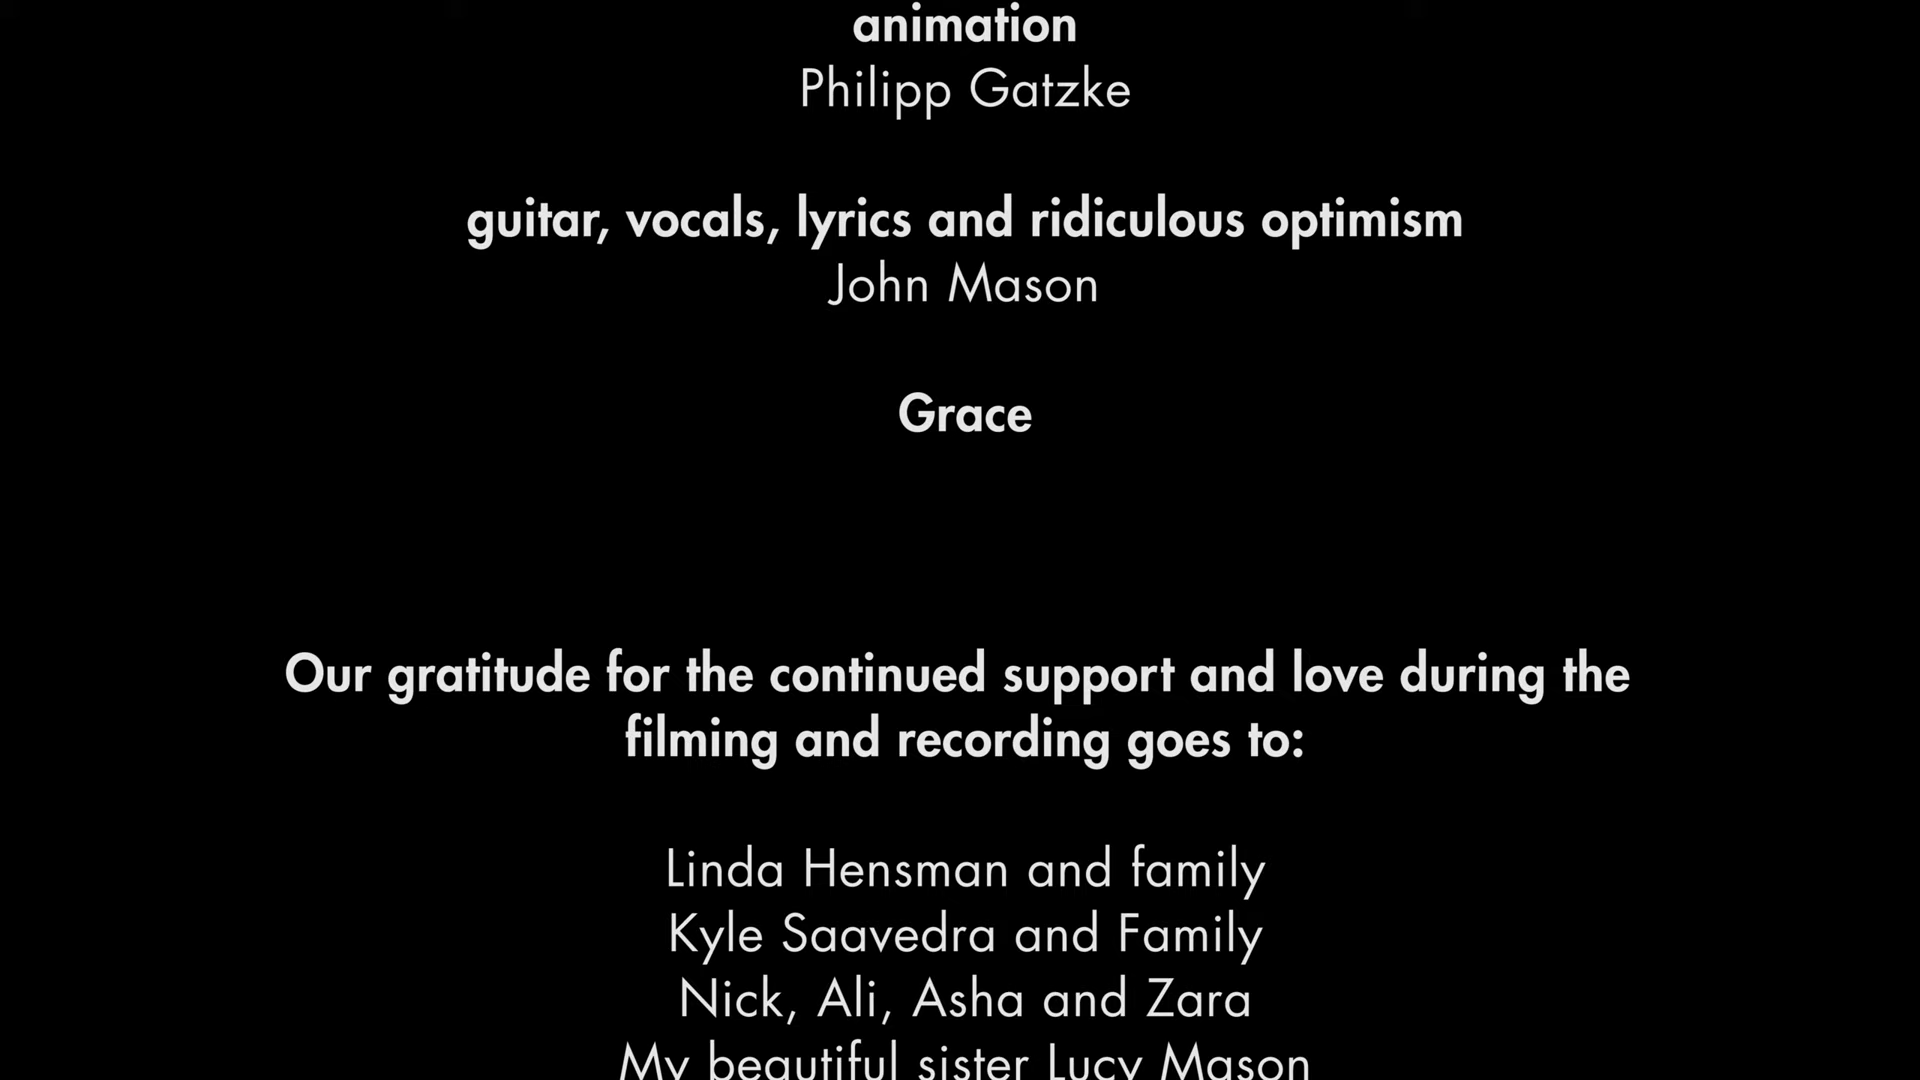 animation
Philipp Gatzke
guitar, vocals, lyrics and ridiculous optimism
John Mason
Grace
Our gratitude for the continued support and love during the
filming and recording goes to:
Linda Hensman and family
Kyle Saavedra and Family
Nick, Ali, Asha and Zara
My beautiful sister Lucy Mason